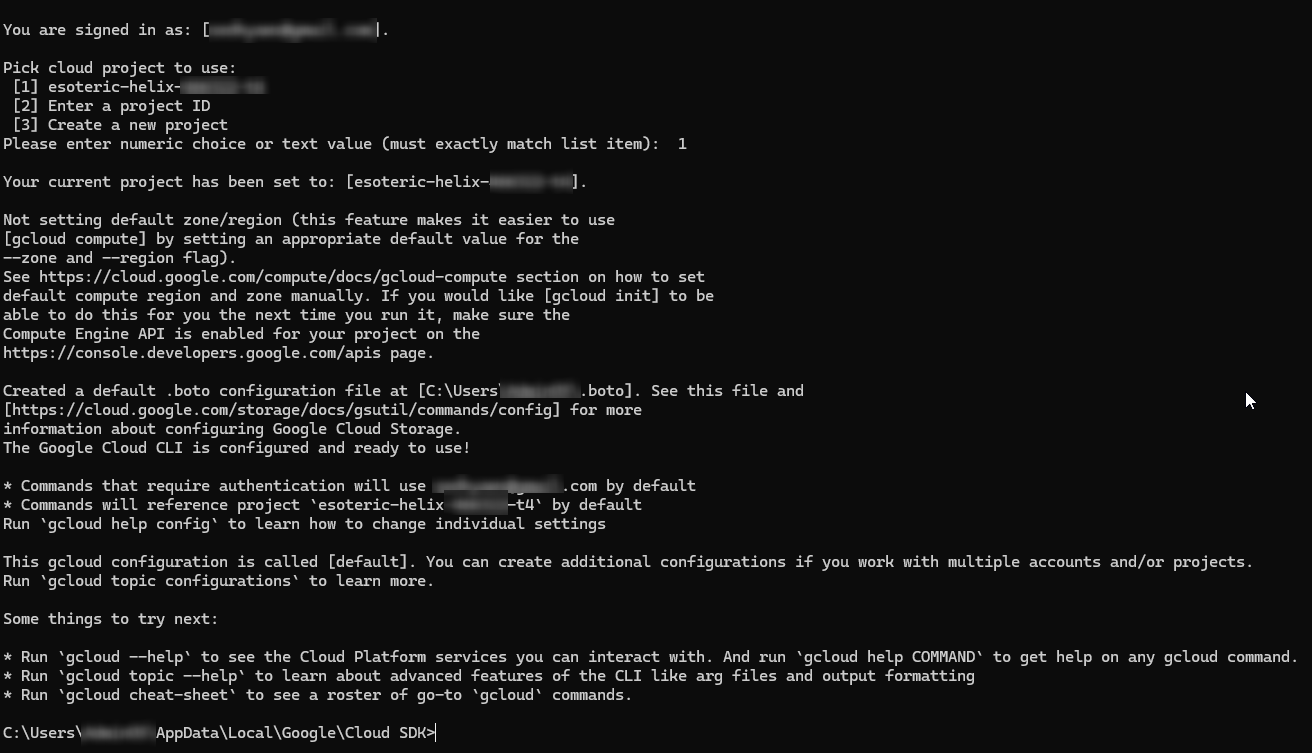 You are signed in as: [].
Pick cloud project to use:
[1] esoteric-helix-
[2] Enter a project ID
[3] Create a new project
Please enter numeric choice or text value (must exactly match list item):  1
Your current project has been set to: [esoteric-helix-].
Not setting default zone/region (this feature makes it easier to use
[gcloud compute] by setting an appropriate default value for the
--zone and --region flag).
See https://cloud.google.com/compute/docs/gcloud-compute section on how to set
default compute region and zone manually. If you would like [gcloud init] to be
able to do this for you the next time you run it, make sure the
Compute Engine API is enabled for your project on the
https://console.developers.google.com/apis page.
Created a default .boto configuration file at [C:\Users\.boto]. See this file and
[https://cloud.google.com/storage/docs/gsutil/commands/config] for more
information about configuring Google Cloud Storage.
The Google Cloud CLI is configured and ready to use!
* Commands that require authentication will use .com by default
* Commands will reference project `esoteric-helix-t4` by default
Run `gcloud help config` to learn how to change individual settings
This gcloud configuration is called [default]. You can create additional configurations if you work with multiple accounts and/or projects.
Run `gcloud topic configurations` to learn more.
Some things to try next:
* Run `gcloud --help` to see the Cloud Platform services you can interact with. And run `gcloud help COMMAND` to get help on any gcloud command.
* Run `gcloud topic --help` to learn about advanced features of the CLI like arg files and output formatting
* Run `gcloud cheat-sheet` to see a roster of go-to `gcloud` commands.
C:\Users\AppData\Local\Google\Cloud SDK>